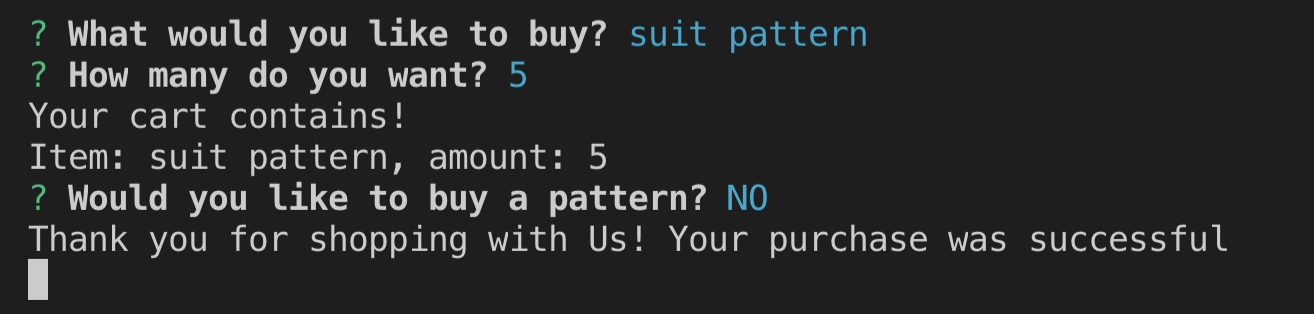 ? What would you like to buy? suit pattern
? How many do you want? 5
Your cart contains!
Item: suit pattern, amount: 5
? Would you like to buy a pattern? NO
Thank you for shopping with Us! Your purchase was successful